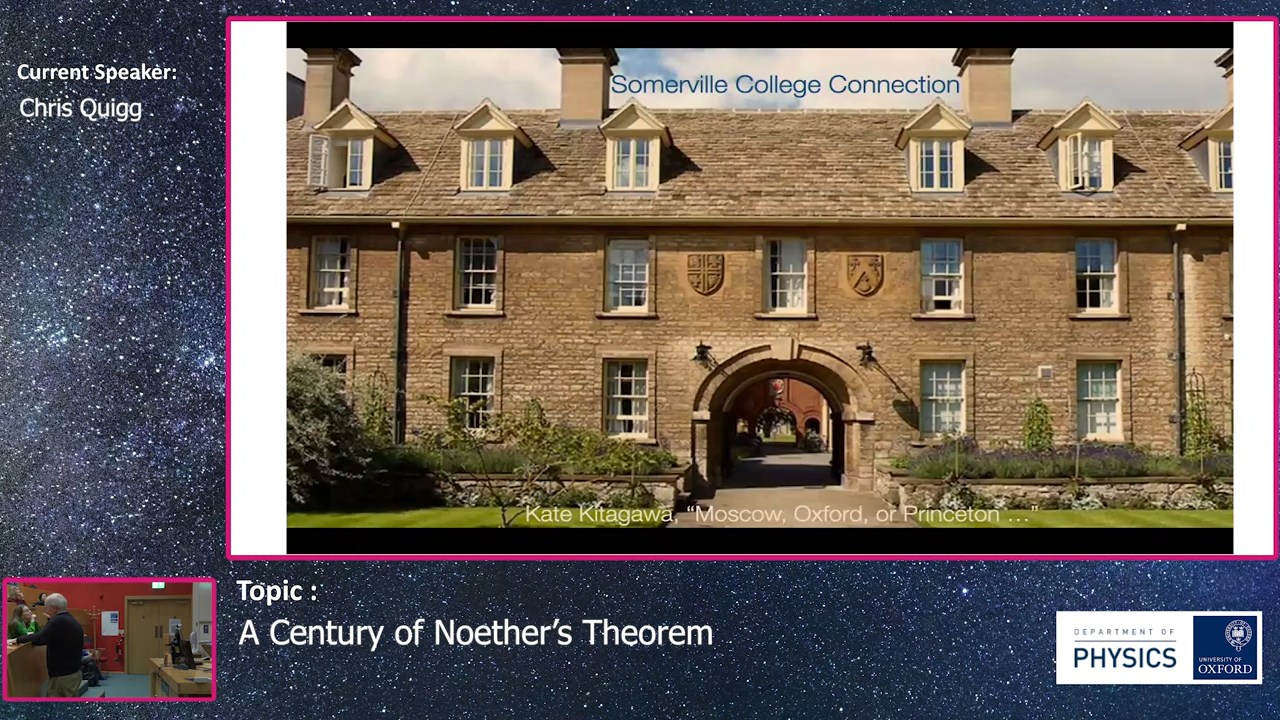 Current Speaker:
Chris Quigg
Somerville College Connection
Kate Kitagawa, “Moscow, Oxford, or Princeton …”
Topic :
A Century of Noether’s Theorem
DEPARTMENT OF
PHYSICS
UNIVERSITY OF
OXFORD